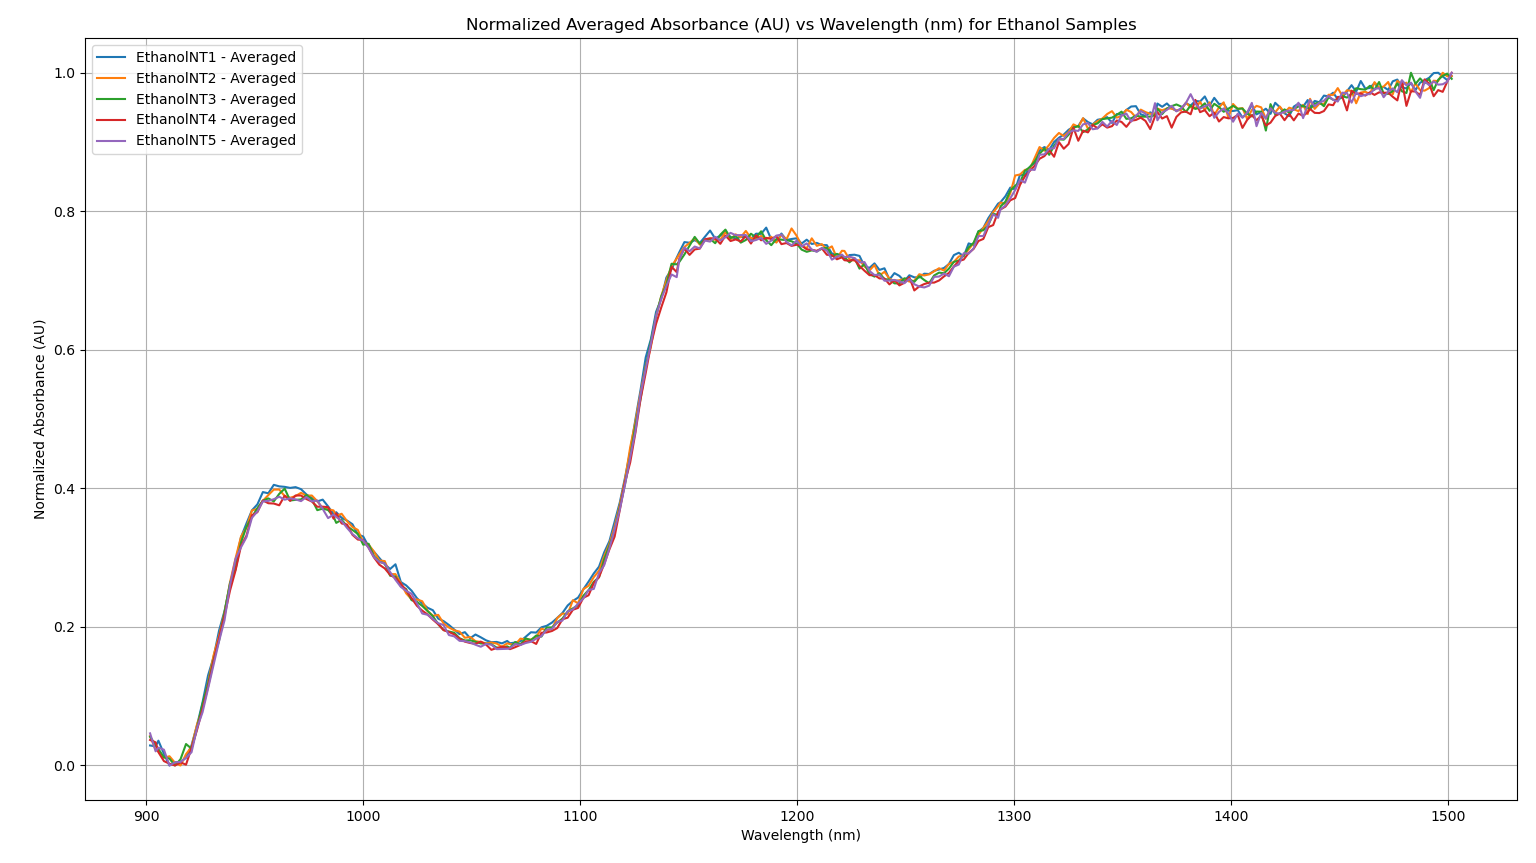 Normalized Averaged Absorbance (AU) vs Wavelength (nm) for Ethanol Samples
EthanolNT1 - Averaged
EthanolNT2 - Averaged
EthanolNT3 - Averaged
EthanolNT4 - Averaged
EthanolNT5 - Averaged
Normalized Absorbance (AU)
1.0
0.8
0.6
0.4
0.2
0.0
900
1000
1100
1200
1300
1400
1500
Wavelength (nm)